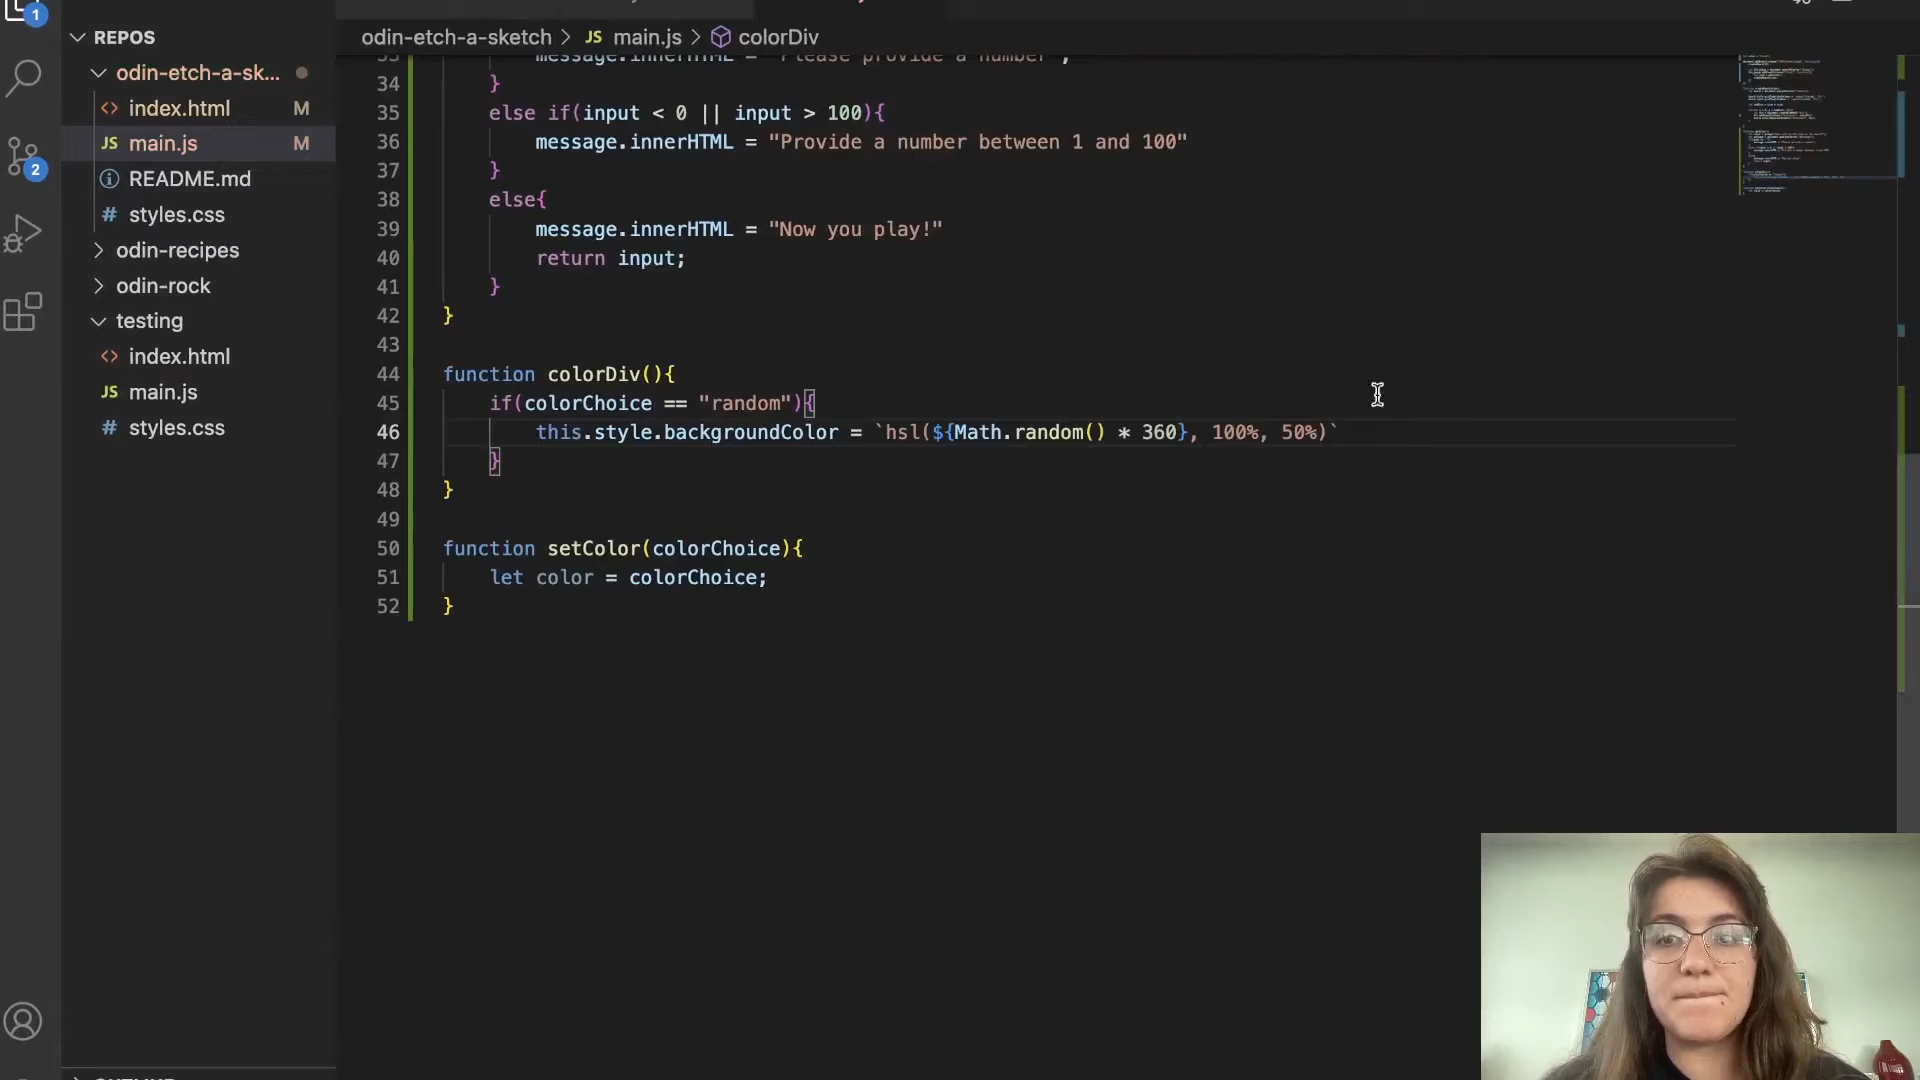 1
REPOS
odin-etch-a-sk...
index.html M
main.js M
README.md
styles.css
odin-recipes
odin-rock
testing
index.html
main.js
styles.css
2
odin-etch-a-sketch > JS main.js > colorDiv
33 message.innerHTML = "Please provide a number";
34 }
35 else if(input < 0 || input > 100){
36 message.innerHTML = "Provide a number between 1 and 100"
37 }
38 else{
39 message.innerHTML = "Now you play!"
40 return input;
41 }
42 }
43
44 function colorDiv(){
45 if(colorChoice == "random"){
46 this.style.backgroundColor = `hsl(${Math.random() * 360}, 100%, 50%)`
47 }
48 }
49
50 function setColor(colorChoice){
51 let color = colorChoice;
52 }